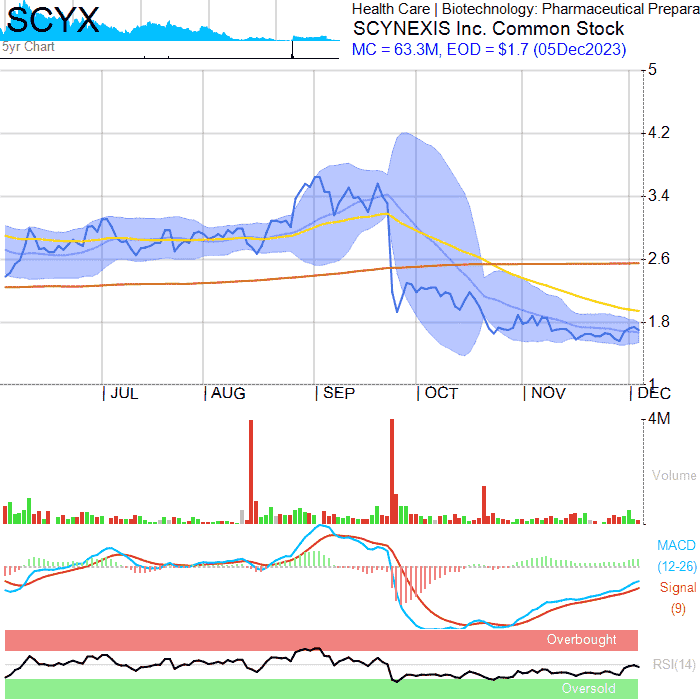 SCYX
5yr Chart
Health Care | Biotechnology: Pharmaceutical Prepara
SCYNEXIS Inc. Common Stock
MC = 63.3M, EOD = $1.7 (05Dec2023)
5
4.2
3.4
2.6
1.8
1
| JUL | AUG | SEP | OCT | NOV | DEC
4M
Volume
MACD
(12-26)
Signal
(9)
Overbought
RSI(14)
Oversold